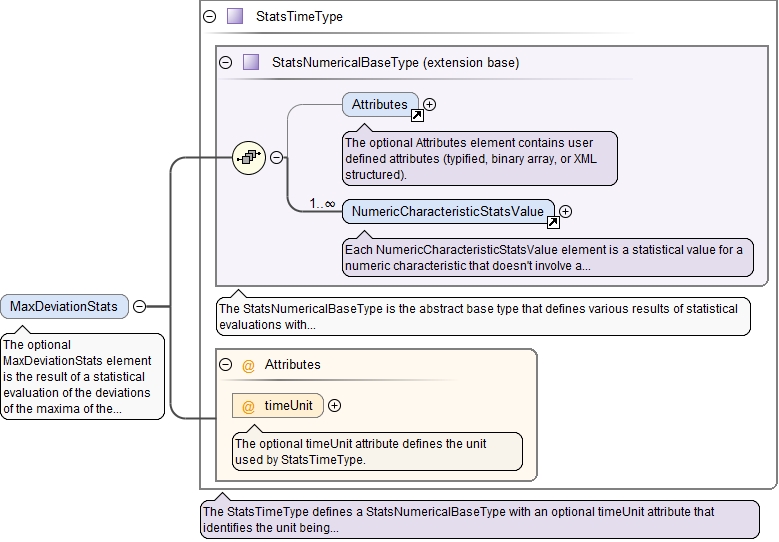 StatsTimeType
StatsNumericalBaseType (extension base)
Attributes
The optional Attributes element contains user
defined attributes (typified, binary array, or XML
structured).
1..∞
NumericCharacteristicStatsValue
Each NumericCharacteristicStatsValue element is a statistical value for a
numeric characteristic that doesn't involve a...
MaxDeviationStats
The StatsNumericalBaseType is the abstract base type that defines various results of statistical
evaluations with...
The optional
MaxDeviationStats element
is the result of a statistical
evaluation of the deviations
of the maxima of the...
@ Attributes
@ timeUnit
The optional timeUnit attribute defines the unit
used by StatsTimeType.
The StatsTimeType defines a StatsNumericalBaseType with an optional timeUnit attribute that
identifies the unit being...